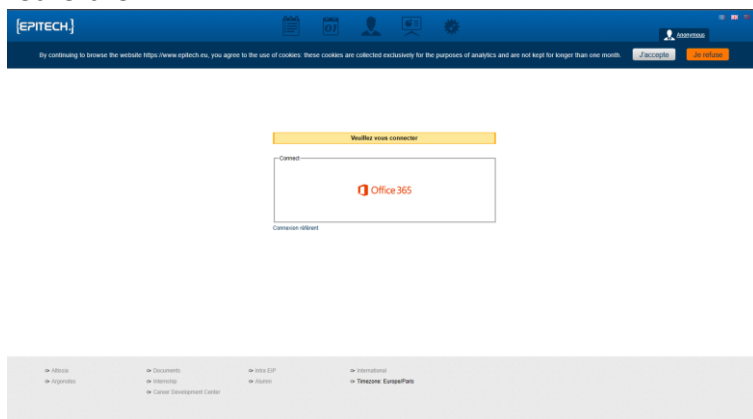 [EPITECH.]
07
Anonymous
By continuing to browse the website https://www.epitech.eu, you agree to the use of cookies. these cookies are collected exclusively for the purposes of analytics and are not kept for longer than one month.
J'accepte
Je refuse
Veuillez vous connecter
Connect
Office 365
Connexion référent
Documents
Intra EIP
International
Internship
Alumni
Timezone: Europe/Paris
Career Development Center